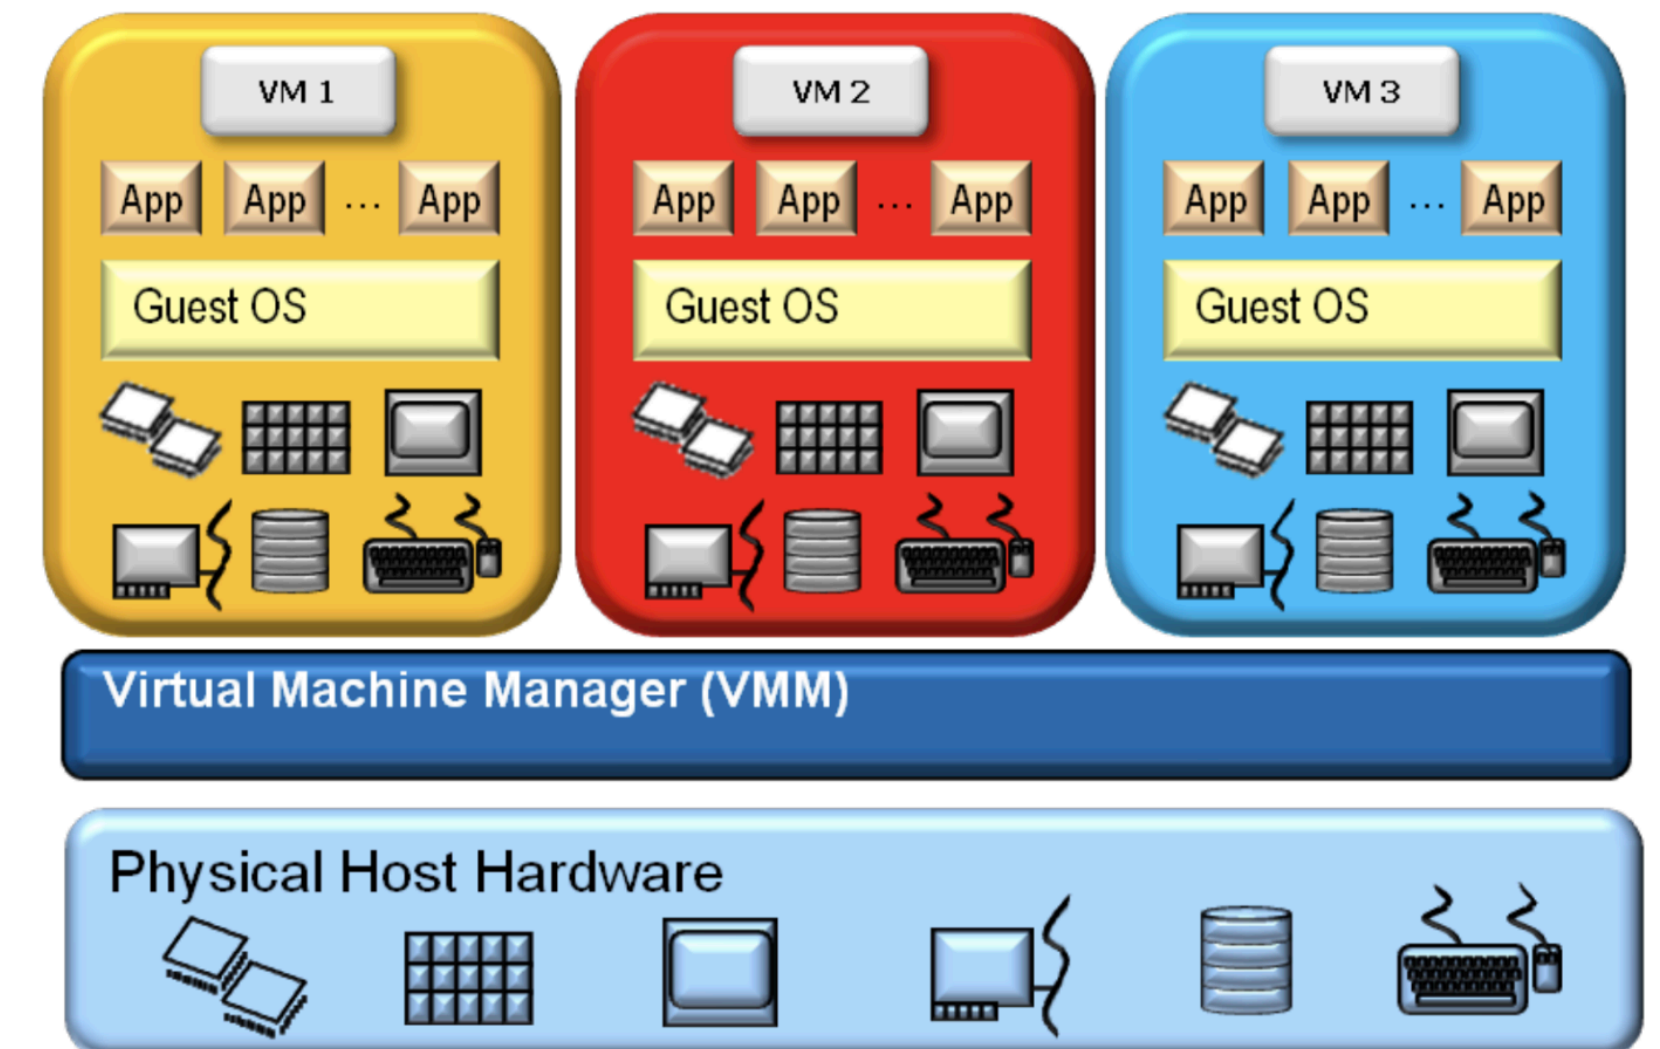 VM 1
VM 2
VM 3
App App ... App
App App ... App
App App ... App
Guest OS
Guest OS
Guest OS
Virtual Machine Manager (VMM)
Physical Host Hardware